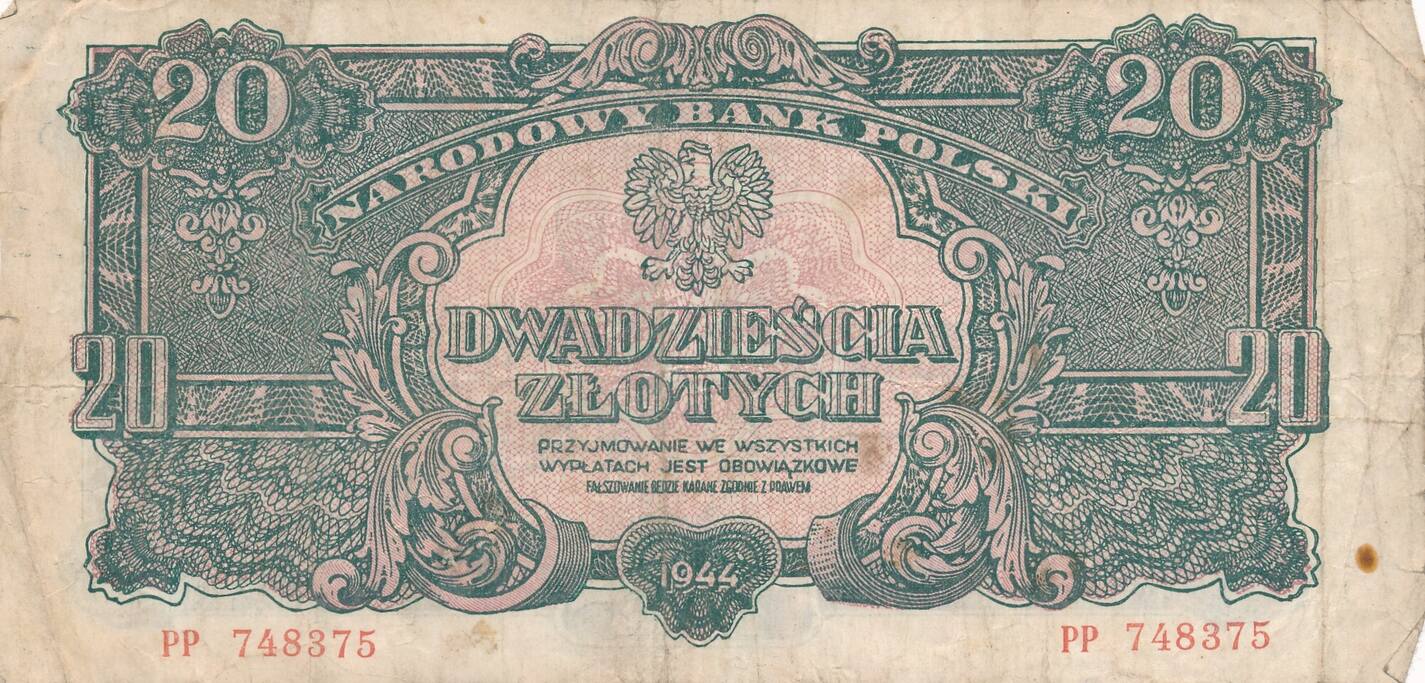 20 20
NARODOWY BANK POLSKI
DWADZIEŚCIA
ZŁOTYCH
20 20
PRZYJMOWANIE WE WSZYSTKICH
WYPŁATACH JEST OBOWIĄZKOWE
FAŁSZOWANIE BĘDZIE KARANE ZGODNIE Z PRAWEM
1944
PP 748375 PP 748375